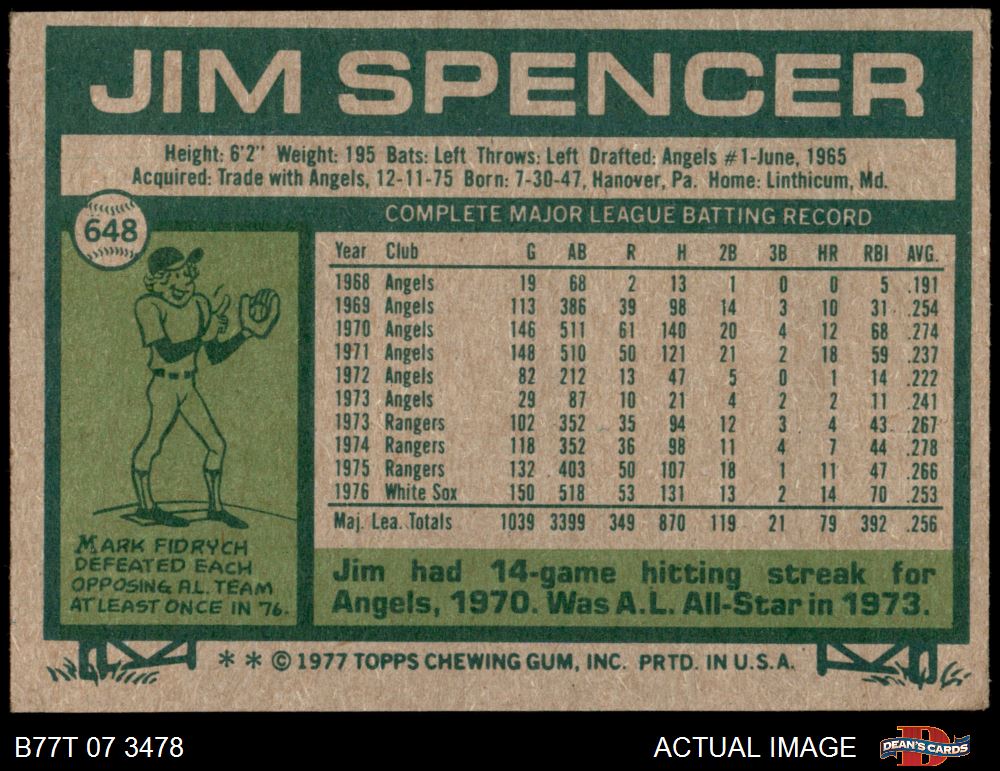 JIM SPENCER
Height: 6'2" Weight: 195 Bats: Left Throws: Left Drafted: Angels #1-June, 1965
Acquired: Trade with Angels, 12-11-75 Born: 7-30-47, Hanover, Pa. Home: Linthicum, Md.
648
COMPLETE MAJOR LEAGUE BATTING RECORD
Year Club G AB R H 2B 3B HR RBI AVG.
1968 Angels 19 68 2 13 1 0 0 5 .191
1969 Angels 113 386 39 98 14 3 10 31 .254
1970 Angels 146 511 61 140 20 4 12 68 .274
1971 Angels 148 510 50 121 21 2 18 59 .237
1972 Angels 82 212 13 47 5 0 1 14 .222
1973 Angels 29 87 10 21 4 2 2 11 .241
1973 Rangers 102 352 35 94 12 3 4 43 .267
1974 Rangers 118 352 36 98 11 4 7 44 .278
1975 Rangers 132 403 50 107 18 1 11 47 .266
1976 White Sox 150 518 53 131 13 2 14 70 .253
Maj. Lea. Totals 1039 3399 349 870 119 21 79 392 .256
MARK FIDRYCH
DEFEATED EACH
OPPOSING A.L. TEAM
AT LEAST ONCE IN '76.
Jim had 14-game hitting streak for
Angels, 1970. Was A.L. All-Star in 1973.
* * © 1977 TOPPS CHEWING GUM, INC. PRTD. IN U.S.A.
B77T 07 3478
ACTUAL IMAGE
DEAN'S CARDS